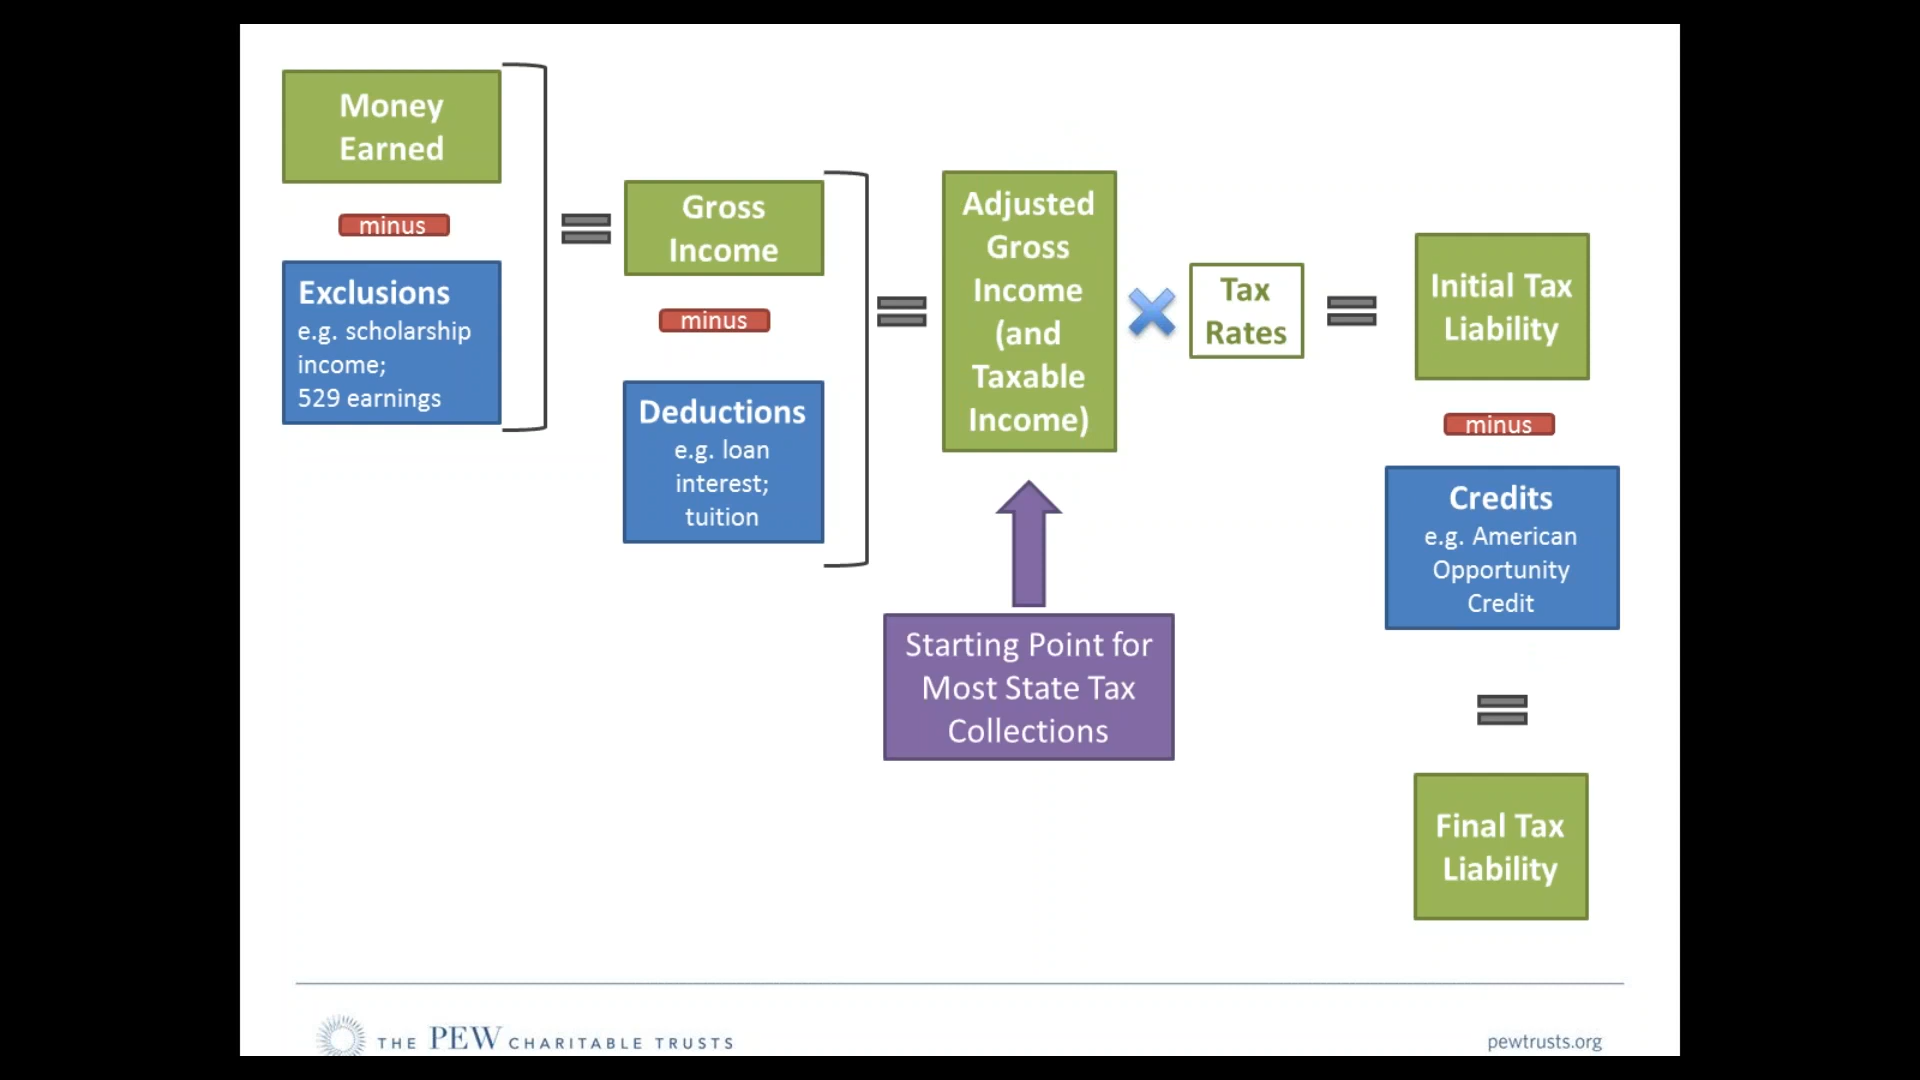 Money
Earned
minus
Exclusions
e.g. scholarship
income;
529 earnings
Gross
Income
minus
Deductions
e.g. loan
interest;
tuition
Adjusted
Gross
Income
(and
Taxable
Income)
Starting Point for
Most State Tax
Collections
Tax
Rates
Initial Tax
Liability
minus
Credits
e.g. American
Opportunity
Credit
Final Tax
Liability
THE PEW CHARITABLE TRUSTS
pewtrusts.org